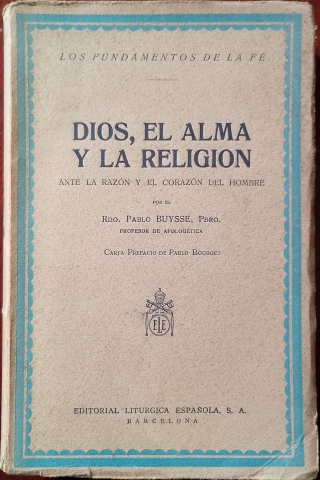 LOS FUNDAMENTOS DE LA FÉ
DIOS, EL ALMA
Y LA RELIGION
ANTE LA RAZÓN Y EL CORAZÓN DEL HOMBRE
POR EL
RDO. PABLO BUYSSE, PBRO.
PROFESOR DE APOLOGÉTICA
CARTA PREFACIO DE PABLO BOURGET
ELE
EDITORIAL LITURGICA ESPAÑOLA, S. A.
BARCELONA